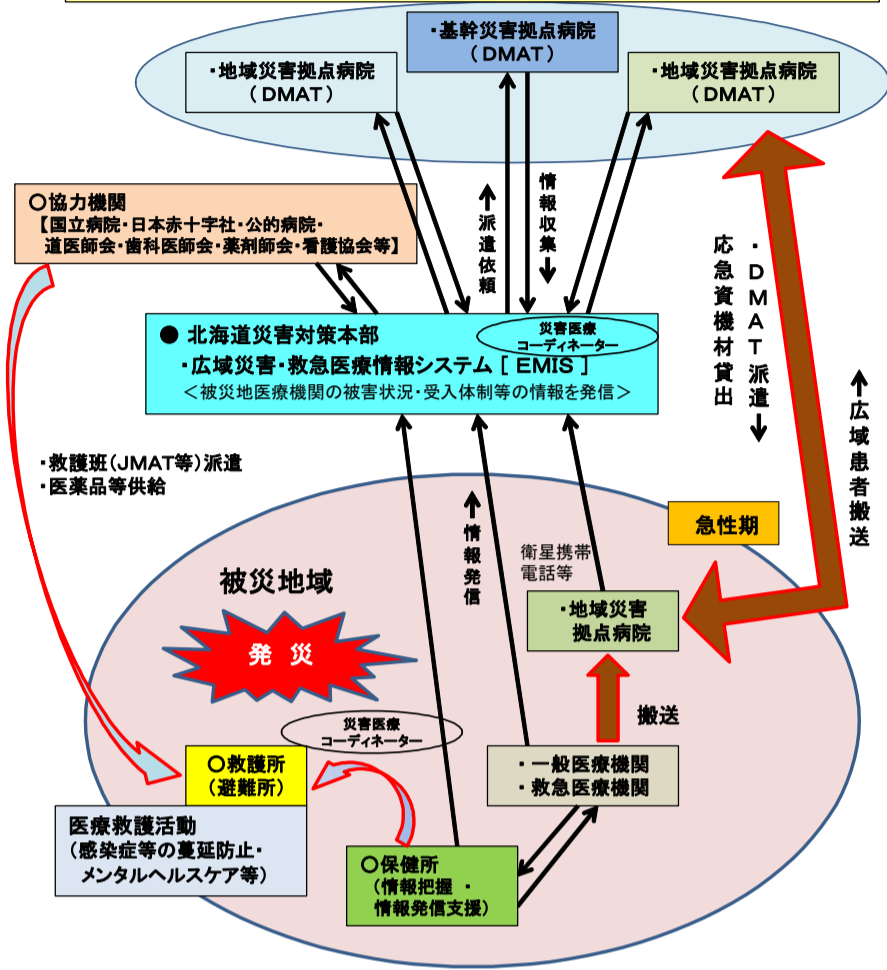 ・基幹災害拠点病院
（DMAT）
・地域災害拠点病院
（DMAT）
・地域災害拠点病院
（DMAT）
〇協力機関
【国立病院・日本赤十字社・公的病院・
道医師会・歯科医師会・薬剤師会・看護協会等】
↑派遣依頼
情報収集↓
・DMAT派遣↓
応急資機材貸出
↑広域患者搬送
● 北海道災害対策本部
災害医療
コーディネーター
・広域災害・救急医療情報システム［ EMIS ］
＜被災地医療機関の被害状況・受入体制等の情報を発信＞
・救護班（JMAT等）派遣
・医薬品等供給
急性期
↑情報発信
衛星携帯
電話等
被災地域
・地域災害
拠点病院
発 災
搬送
災害医療
コーディネーター
〇救護所
（避難所）
・一般医療機関
・救急医療機関
医療救護活動
（感染症等の蔓延防止・
メンタルヘルスケア等）
〇保健所
（情報把握 ・
情報発信支援）